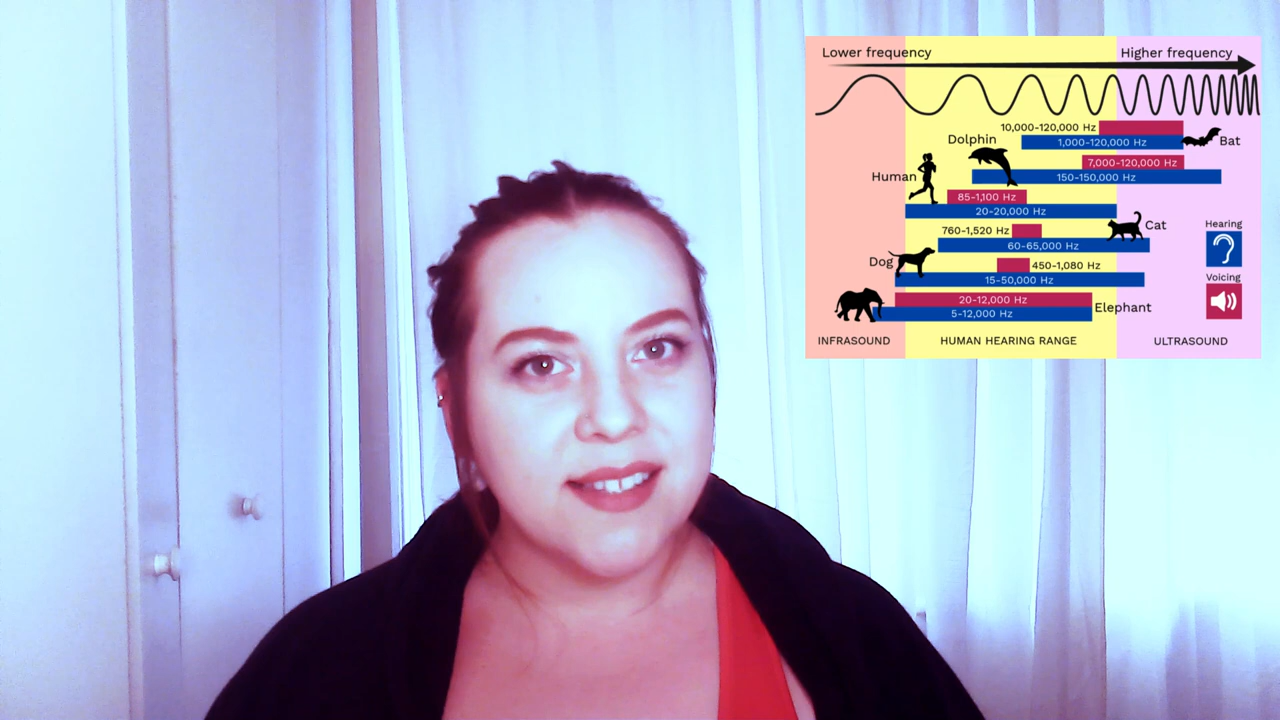 Lower frequency
Higher frequency
10,000-120,000 Hz
Bat
1,000-120,000 Hz
Dolphin
7,000-120,000 Hz
150-150,000 Hz
Human
85-1,100 Hz
20-20,000 Hz
760-1,520 Hz
Cat
60-65,000 Hz
Dog
450-1,080 Hz
15-50,000 Hz
20-12,000 Hz
Elephant
5-12,000 Hz
Hearing
Voicing
INFRASOUND
HUMAN HEARING RANGE
ULTRASOUND